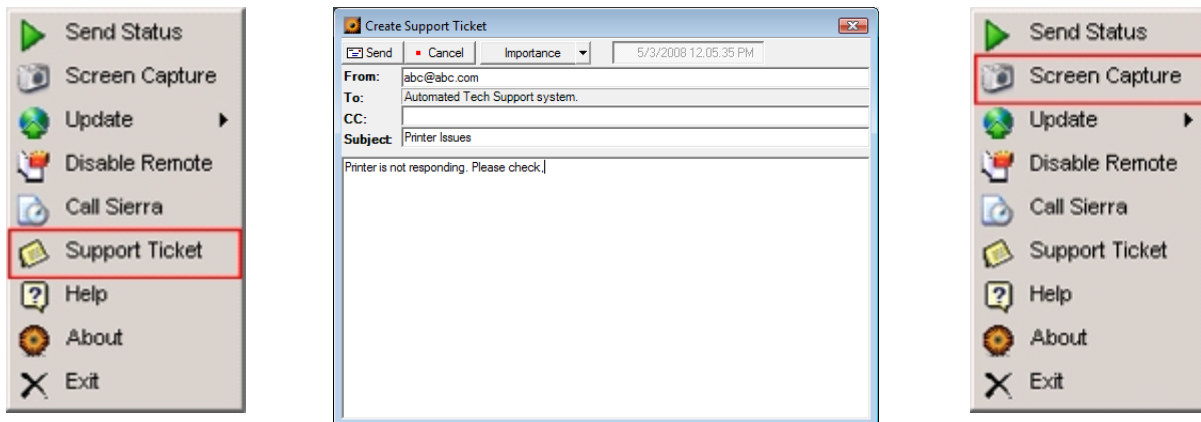 Send Status
Screen Capture
Update
Disable Remote
Call Sierra
Support Ticket
Help
About
Exit
Create Support Ticket
Send Cancel Importance 5/3/2008 12.05.35 PM
From: abc@abc.com
To: Automated Tech Support system.
CC:
Subject: Printer Issues
Printer is not responding. Please check,
Send Status
Screen Capture
Update
Disable Remote
Call Sierra
Support Ticket
Help
About
Exit